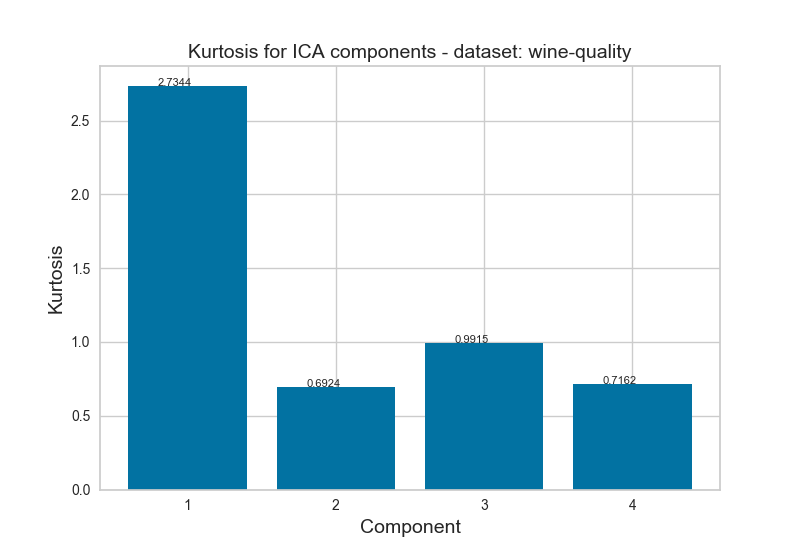 Kurtosis for ICA components - dataset: wine-quality
2.7344
2.5
2.0
1.5
1.0
0.5
0.0
Kurtosis
0.6924
0.9915
0.7162
1 2 3 4
Component